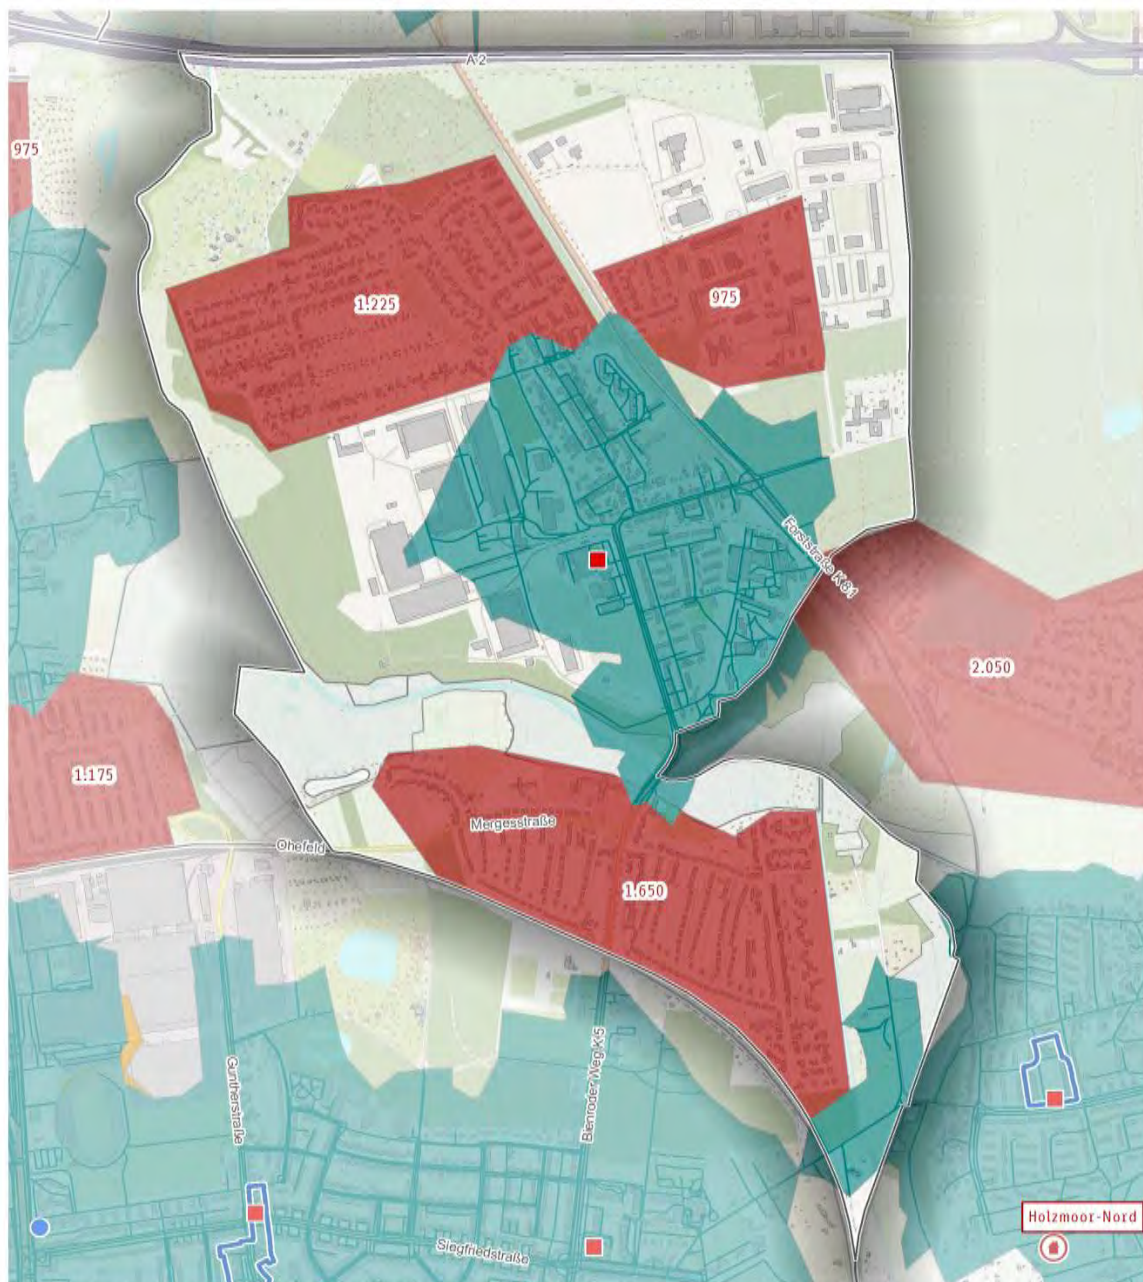 A 2
975
1.225
975
Forststraße K 81
2.050
1.175
Mergesstraße
Ohefeld
1.650
Guntherstraße
Bienroder Weg K 5
Holzmoor-Nord
Siegfriedstraße